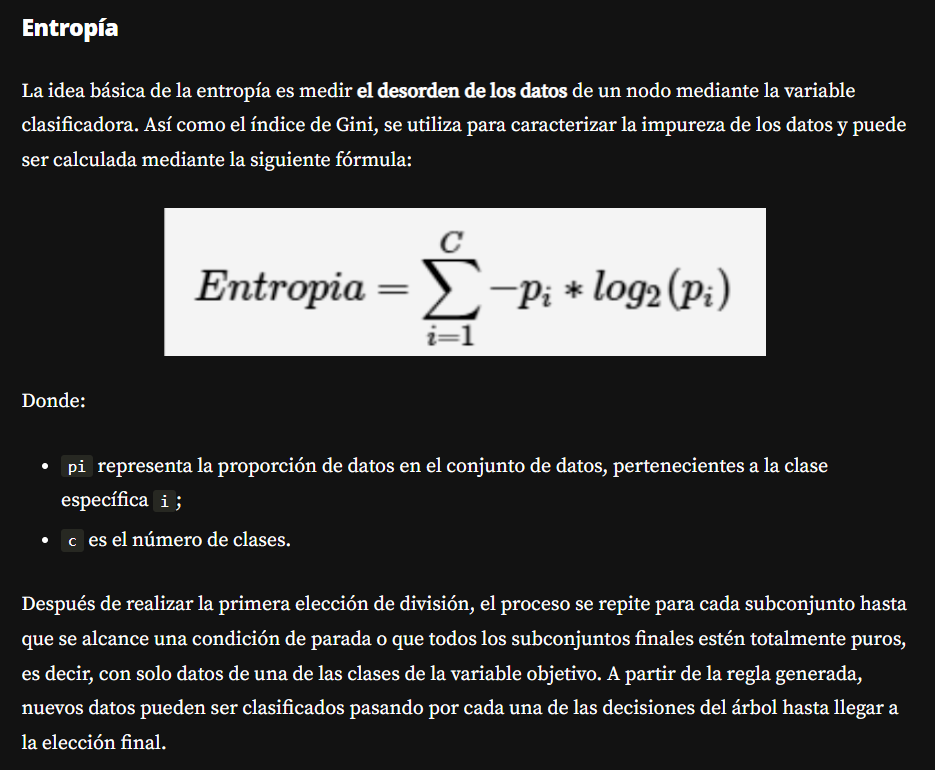 Entropía
La idea básica de la entropía es medir el desorden de los datos de un nodo mediante la variable
clasificadora. Así como el índice de Gini, se utiliza para caracterizar la impureza de los datos y puede
ser calculada mediante la siguiente fórmula:
C
Entropia = ∑ −pᵢ * log₂(pᵢ)
i=1
Donde:
• pi representa la proporción de datos en el conjunto de datos, pertenecientes a la clase
específica i;
• c es el número de clases.
Después de realizar la primera elección de división, el proceso se repite para cada subconjunto hasta
que se alcance una condición de parada o que todos los subconjuntos finales estén totalmente puros,
es decir, con solo datos de una de las clases de la variable objetivo. A partir de la regla generada,
nuevos datos pueden ser clasificados pasando por cada una de las decisiones del árbol hasta llegar a
la elección final.